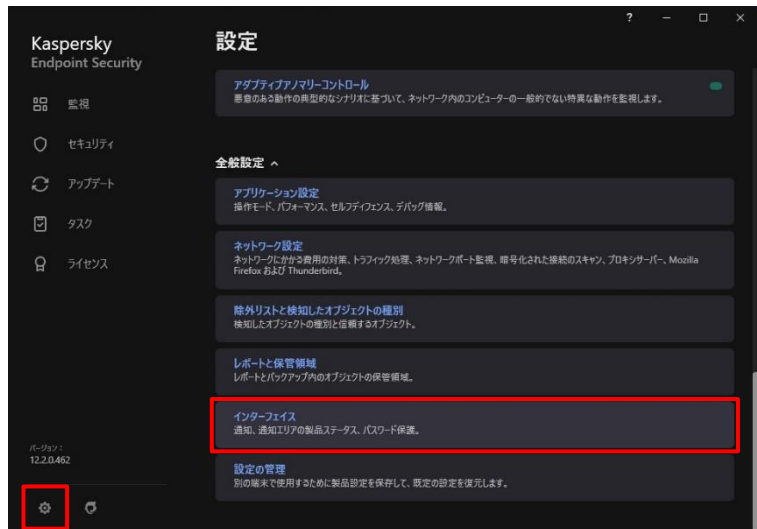 ?
Kaspersky
Endpoint Security
設定
アダプティブアノマリーコントロール
悪意のある動作の典型的なシナリオに基づいて、ネットワーク内のコンピューターの一般的でない特異な動作を監視します。
監視
セキュリティ
アップデート
タスク
ライセンス
全般設定
アプリケーション設定
操作モード、パフォーマンス、セルフディフェンス、デバッグ情報。
ネットワーク設定
ネットワークにかかる費用の対策、トラフィック処理、ネットワークポート監視、暗号化された接続のスキャン、プロキシサーバー、Mozilla
Firefox および Thunderbird。
除外リストと検知したオブジェクトの種別
検知したオブジェクトの種別と信頼するオブジェクト。
レポートと保管領域
レポートとバックアップ内のオブジェクトの保管領域。
インターフェイス
通知、通知エリアの製品ステータス、パスワード保護。
設定の管理
別の端末で使用するために製品設定を保存して、既定の設定を復元します。
バージョン：
12.2.0.462